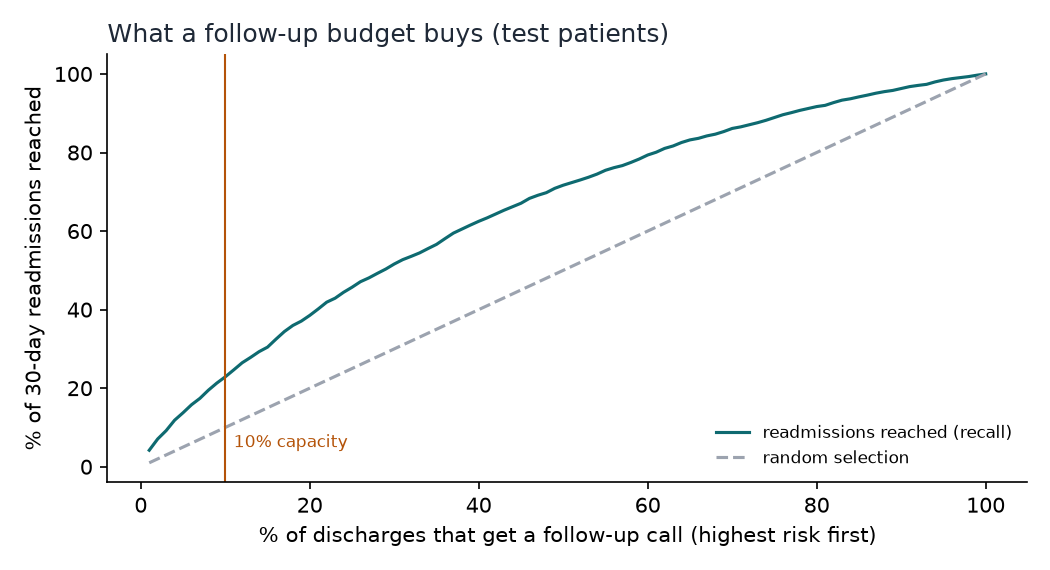 What a follow-up budget buys (test patients)
% of 30-day readmissions reached
100
80
60
40
20
0
10% capacity
readmissions reached (recall)
random selection
0 20 40 60 80 100
% of discharges that get a follow-up call (highest risk first)